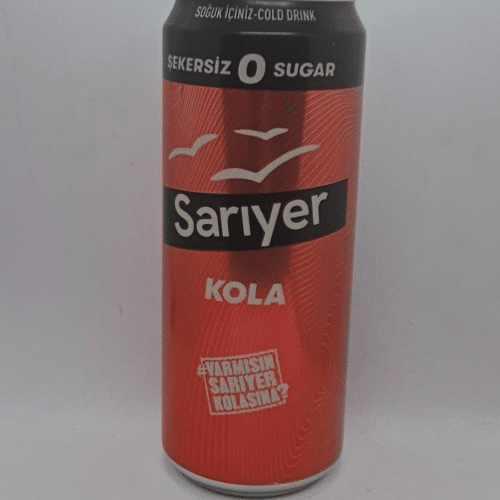 SOĞUK İÇİNİZ-COLD DRINK
ŞEKERSİZ 0 SUGAR
Sarıyer
KOLA
#VARMISIN
SARIYER
KOLASINA?